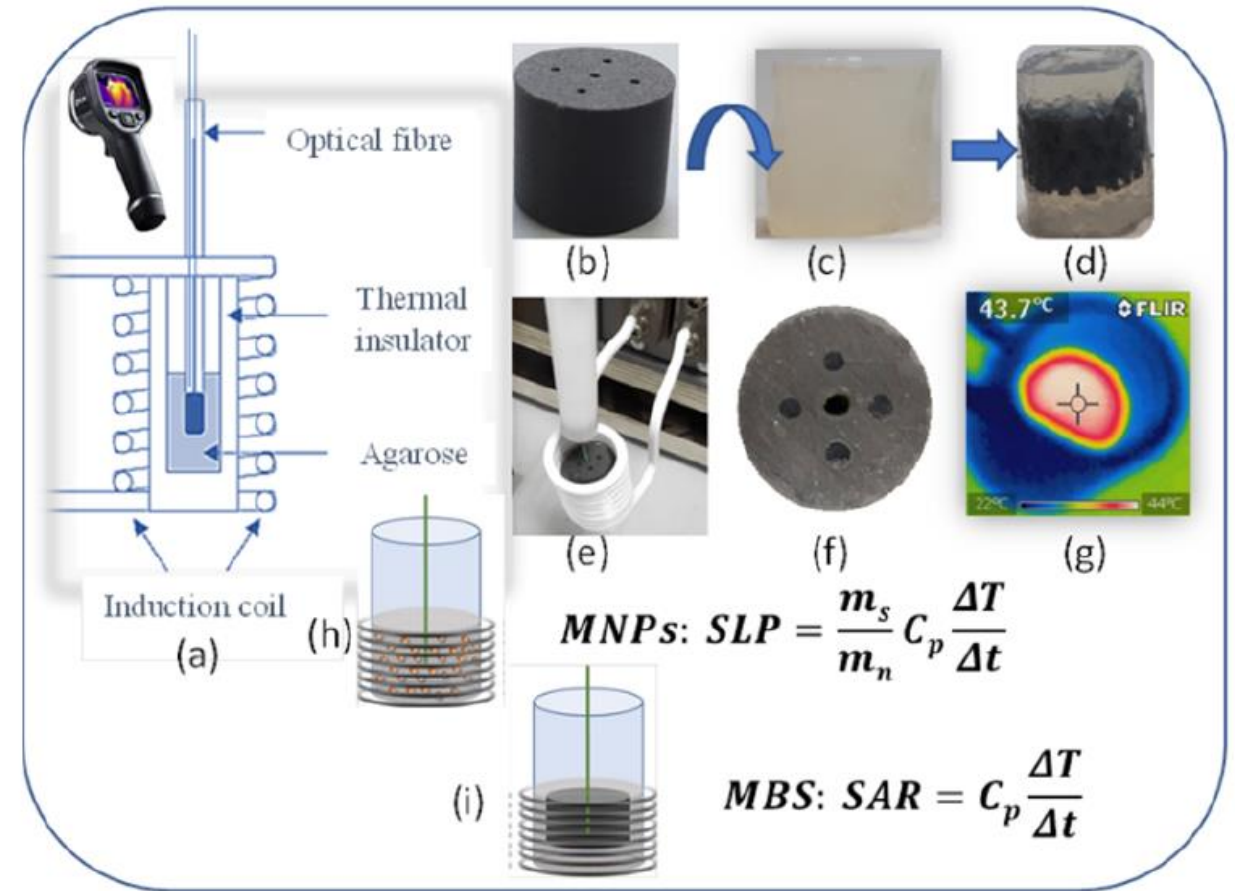 Optical fibre
Thermal
insulator
Agarose
Induction coil
(a)
(b)
(c)
(d)
(e)
(f)
43.7°C
FLIR
22°C
44°C
(g)
(h)
MNPs: SLP = m_s/m_n C_p ΔT/Δt
(i)
MBS: SAR = C_p ΔT/Δt